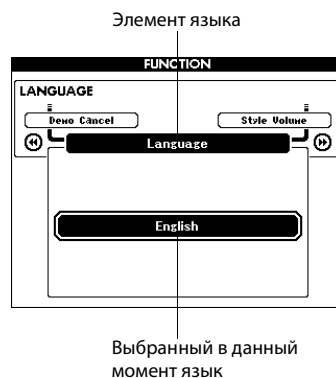 Элемент языка
FUNCTION
LANGUAGE
Demo Cancel
Style Volume
Language
English
Выбранный в данный
момент язык